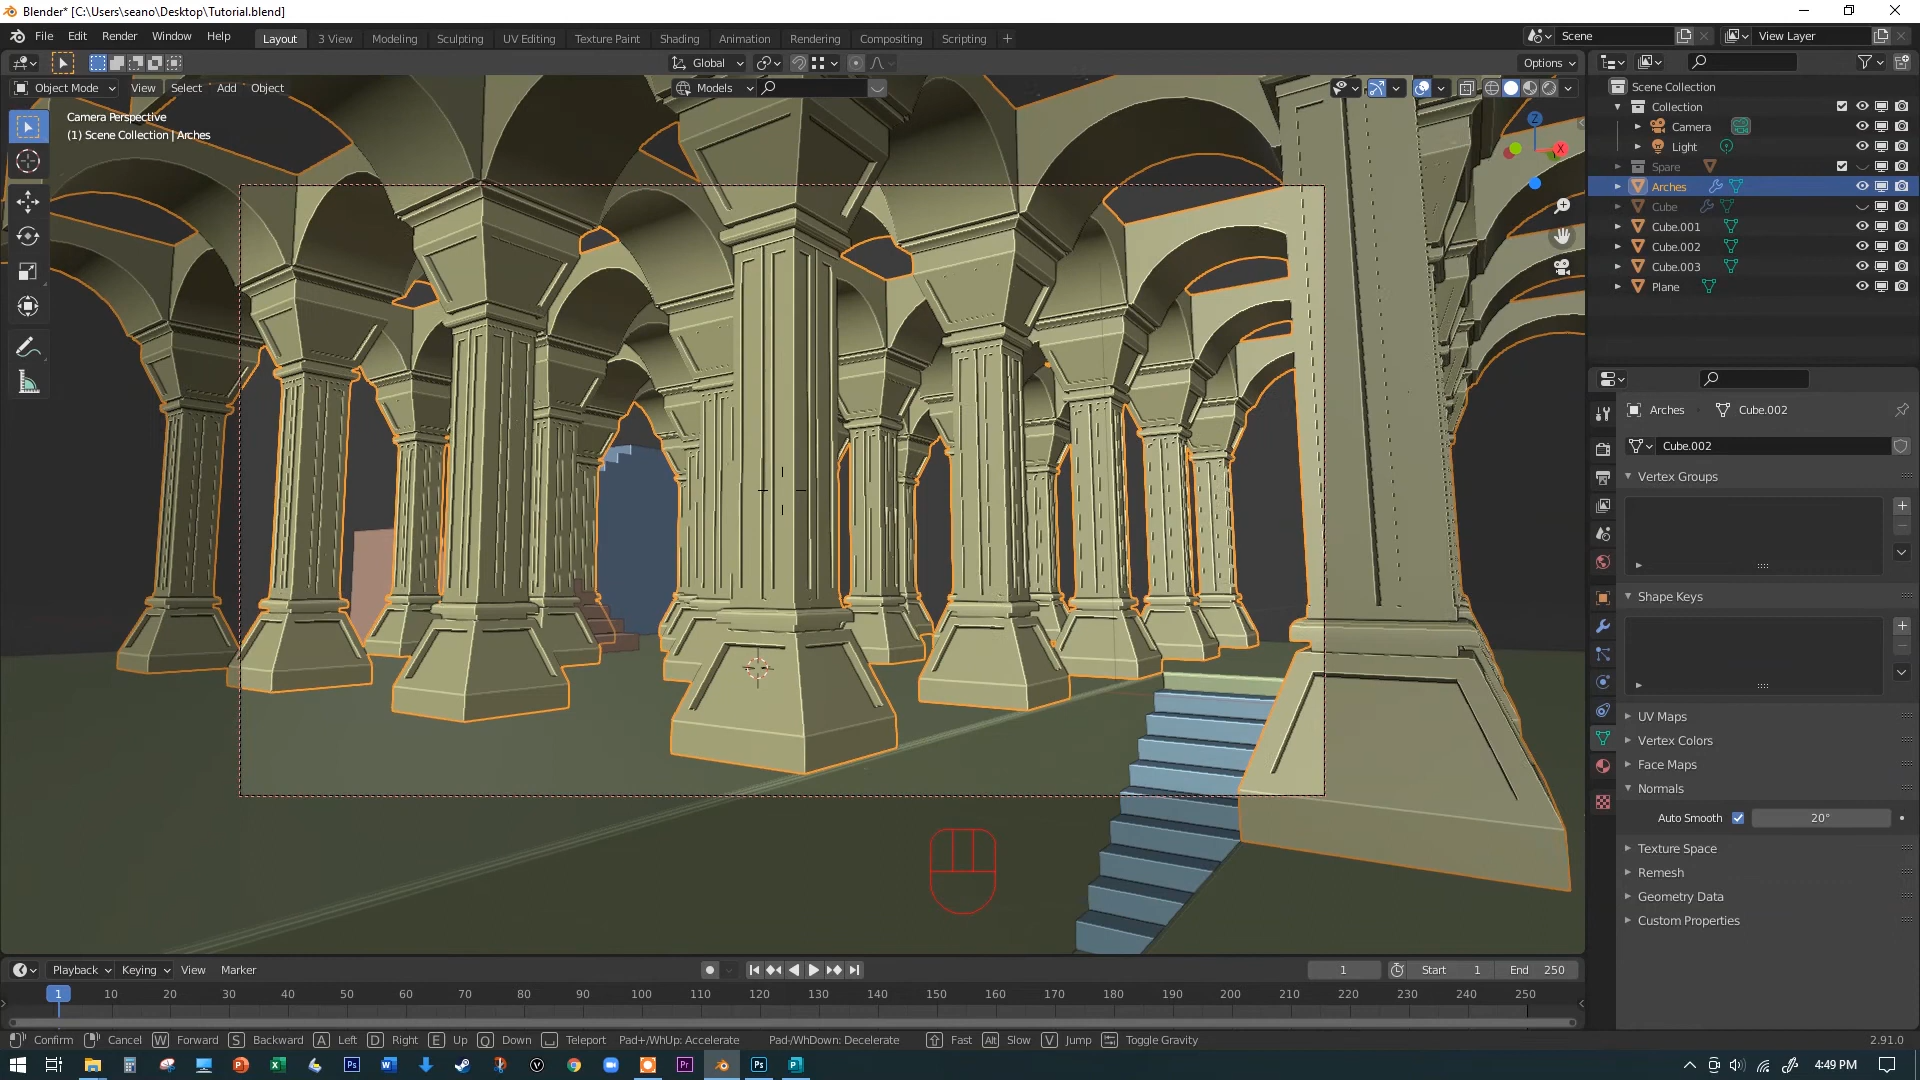 Blender* [C:\Users\seano\Desktop\Tutorial.blend]
File Edit Render Window Help
Layout 3 View Modeling Sculpting UV Editing Texture Paint Shading Animation Rendering Compositing Scripting +
Scene
View Layer
Global
Options
Object Mode View Select Add Object
Models
Camera Perspective
(1) Scene Collection | Arches
Z
X
Scene Collection
Collection
Camera
Light
Spare
Arches
Cube
Cube.001
Cube.002
Cube.003
Plane
Arches
Cube.002
Cube.002
Vertex Groups
Shape Keys
UV Maps
Vertex Colors
Face Maps
Normals
Auto Smooth
20°
Texture Space
Remesh
Geometry Data
Custom Properties
Playback Keying View Marker
1
Start 1
End 250
1 10 20 30 40 50 60 70 80 90 100 110 120 130 140 150 160 170 180 190 200 210 220 230 240 250
Confirm Cancel W Forward S Backward A Left D Right E Up Q Down Teleport Pad+/WhUp: Accelerate Pad-/WhDown: Decelerate Fast Alt Slow V Jump Toggle Gravity
2.91.0
4:49 PM